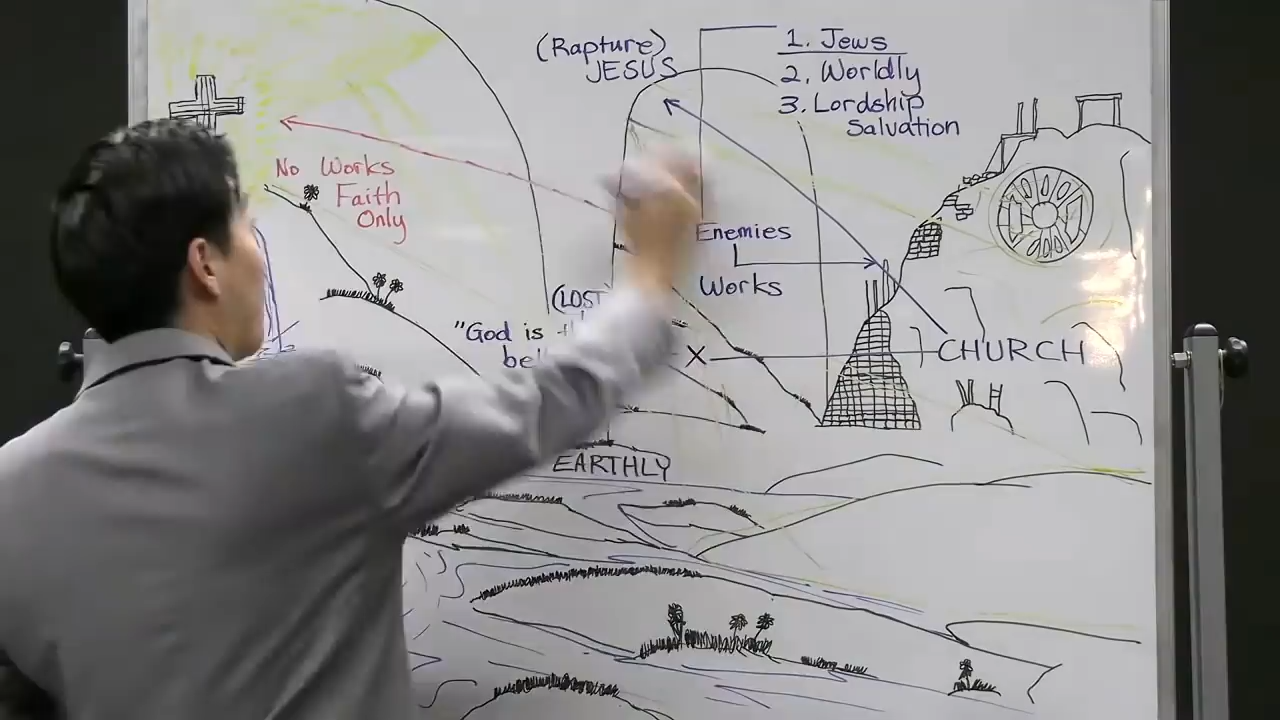 (Rapture)
JESUS
1. Jews
2. Worldly
3. Lordship
Salvation
No Works
Faith
Only
Enemies
Works
(LOST
"God is
X
CHURCH
EARTHLY